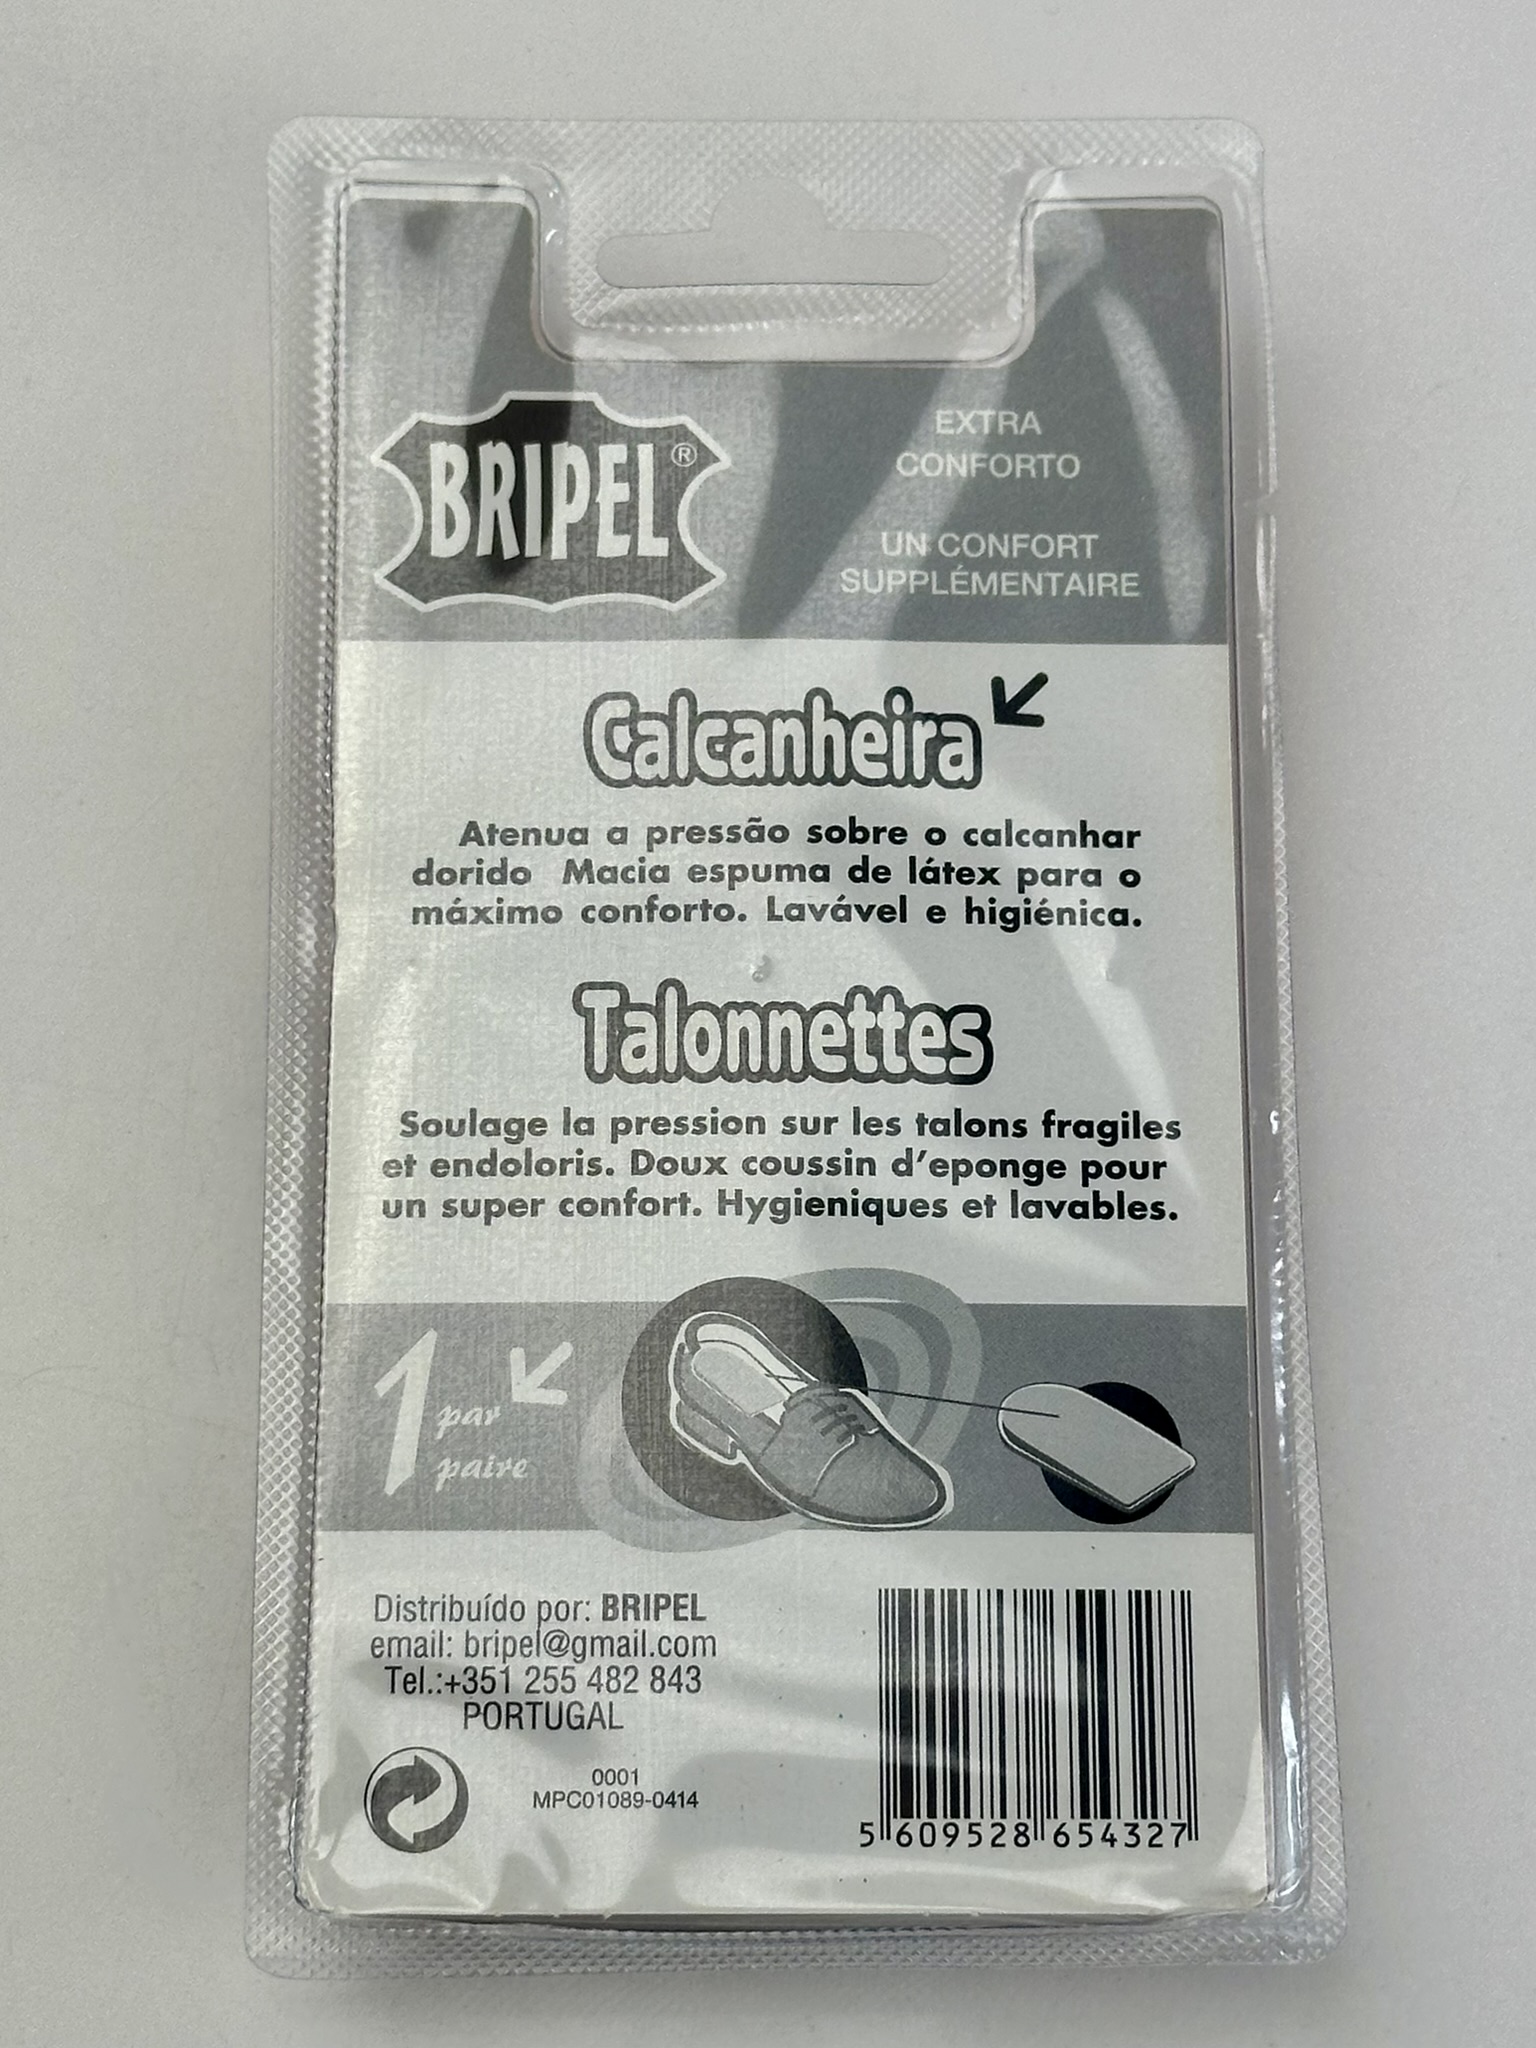 BRIPEL®
EXTRA
CONFORTO
UN CONFORT
SUPPLÉMENTAIRE
Calcanheira
Atenua a pressão sobre o calcanhar
dorido Macia espuma de látex para o
máximo conforto. Lavável e higiénica.
Talonnettes
Soulage la pression sur les talons fragiles
et endoloris. Doux coussin d'eponge pour
un super confort. Hygieniques et lavables.
1 par
paire
Distribuído por: BRIPEL
email: bripel@gmail.com
Tel.:+351 255 482 843
PORTUGAL
0001
MPC01089-0414
5 609528 654327